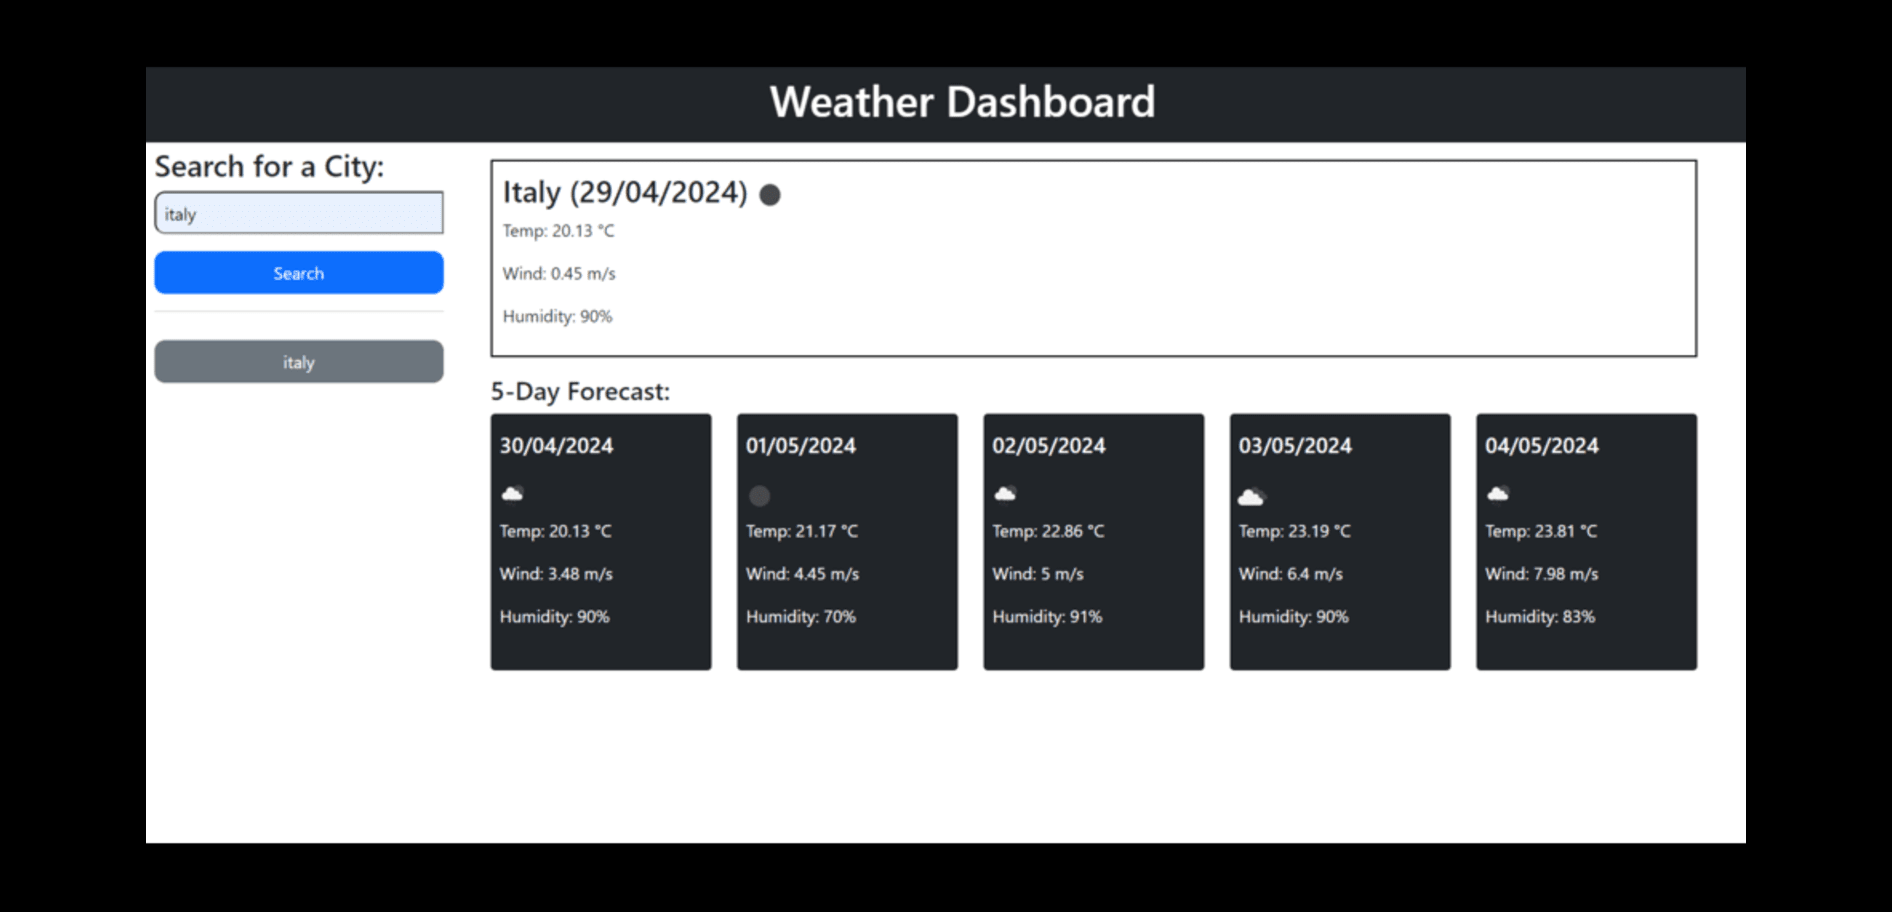 Weather Dashboard
Search for a City:
italy
Search
italy
Italy (29/04/2024)
Temp: 20.13 °C
Wind: 0.45 m/s
Humidity: 90%
5-Day Forecast:
30/04/2024
Temp: 20.13 °C
Wind: 3.48 m/s
Humidity: 90%
01/05/2024
Temp: 21.17 °C
Wind: 4.45 m/s
Humidity: 70%
02/05/2024
Temp: 22.86 °C
Wind: 5 m/s
Humidity: 91%
03/05/2024
Temp: 23.19 °C
Wind: 6.4 m/s
Humidity: 90%
04/05/2024
Temp: 23.81 °C
Wind: 7.98 m/s
Humidity: 83%